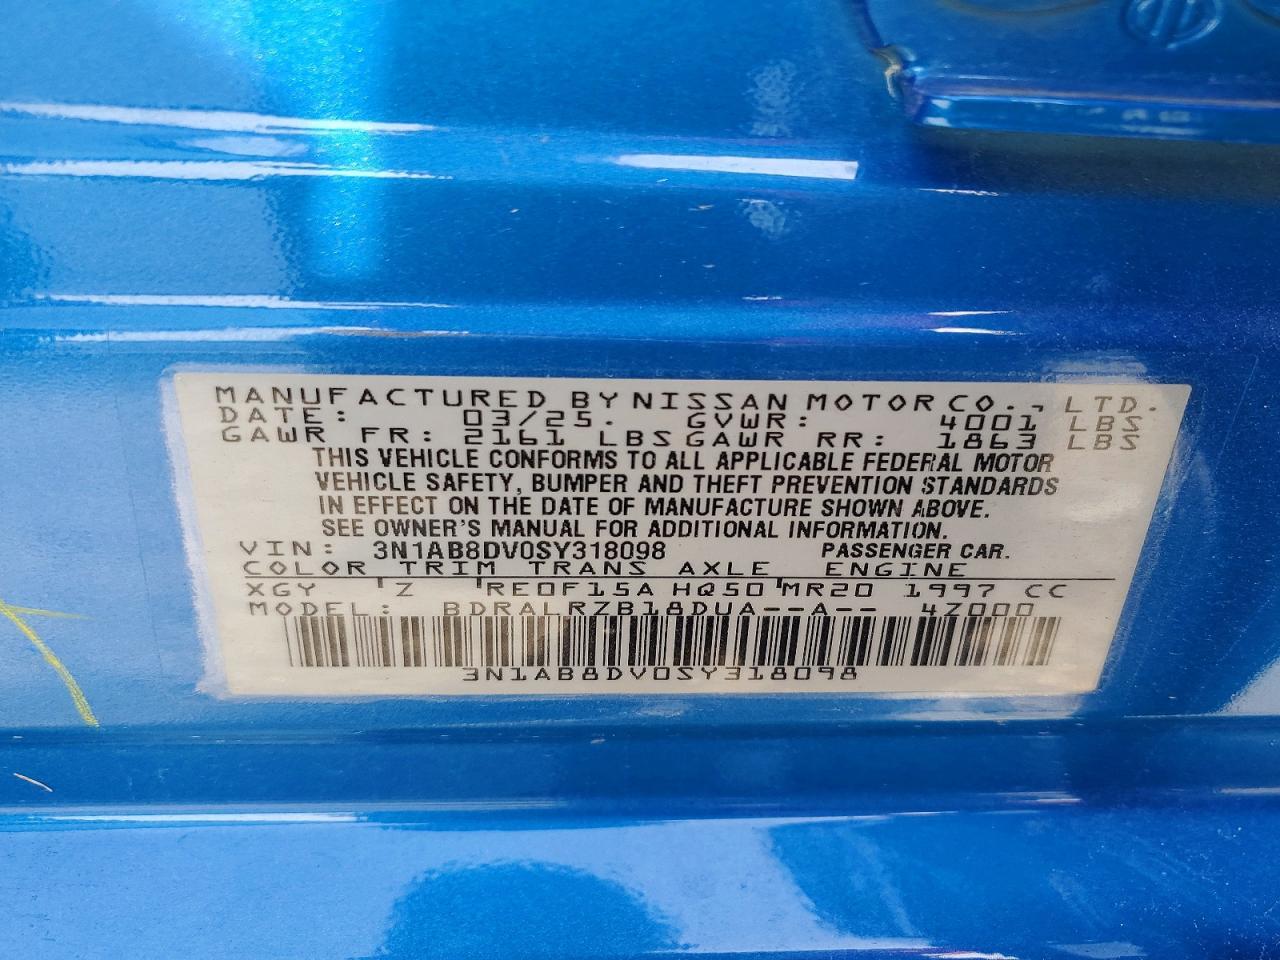 MANUFACTURED BY NISSAN MOTOR CO., LTD.
DATE: 03/25. GVWR: 4001 LBS
GAWR FR: 2161 LBS GAWR RR: 1863 LBS
THIS VEHICLE CONFORMS TO ALL APPLICABLE FEDERAL MOTOR
VEHICLE SAFETY, BUMPER AND THEFT PREVENTION STANDARDS
IN EFFECT ON THE DATE OF MANUFACTURE SHOWN ABOVE.
SEE OWNER'S MANUAL FOR ADDITIONAL INFORMATION.
VIN: 3N1AB8DV0SY318098 PASSENGER CAR.
COLOR TRIM TRANS AXLE ENGINE
XGY 'Z 'RE0F15A HQ50'MR20 1997 CC
MODEL: BDRALRZB18DUA--A-- 4Z000
3N1AB8DV0SY318098